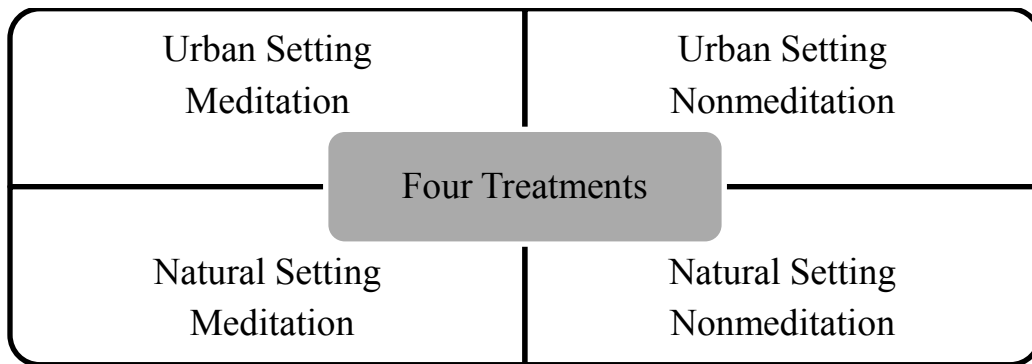 Urban Setting
Meditation
Urban Setting
Nonmeditation
Four Treatments
Natural Setting
Meditation
Natural Setting
Nonmeditation